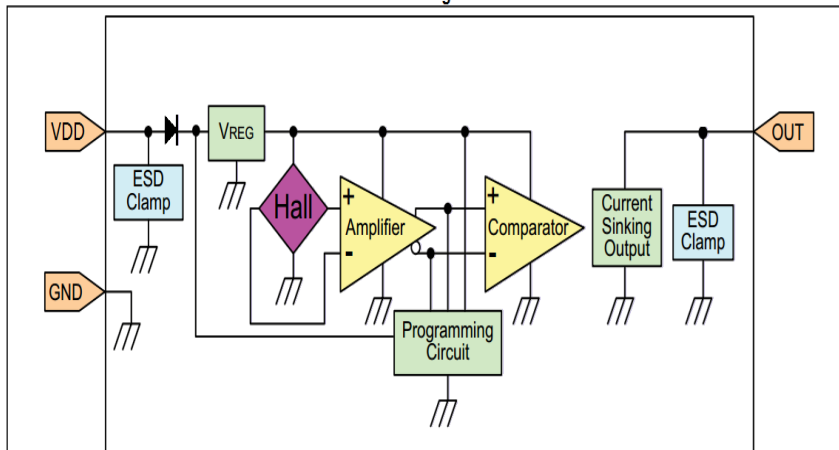 VDD
VREG
OUT
ESD
Clamp
Hall
+
-
Amplifier
+
-
Comparator
Current
Sinking
Output
ESD
Clamp
GND
Programming
Circuit